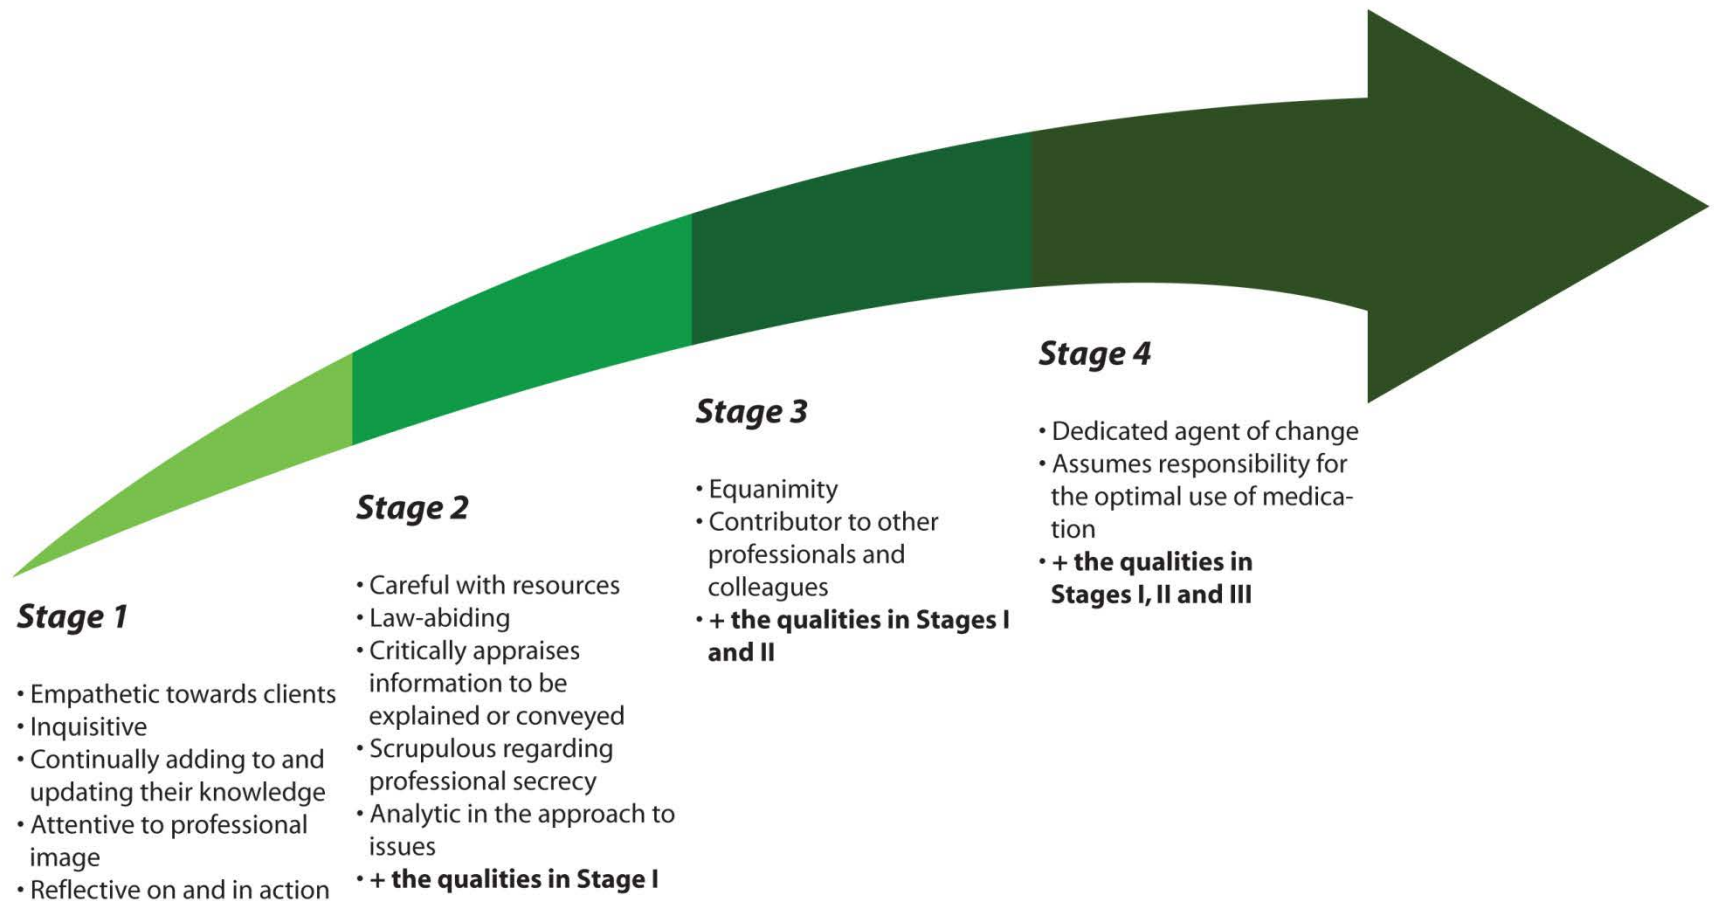 Stage 1
• Empathetic towards clients
• Inquisitive
• Continually adding to and
updating their knowledge
• Attentive to professional
image
• Reflective on and in action
Stage 2
• Careful with resources
• Law-abiding
• Critically appraises
information to be
explained or conveyed
• Scrupulous regarding
professional secrecy
• Analytic in the approach to
issues
• + the qualities in Stage I
Stage 3
• Equanimity
• Contributor to other
professionals and
colleagues
• + the qualities in Stages I
and II
Stage 4
• Dedicated agent of change
• Assumes responsibility for
the optimal use of medica-
tion
• + the qualities in
Stages I, II and III